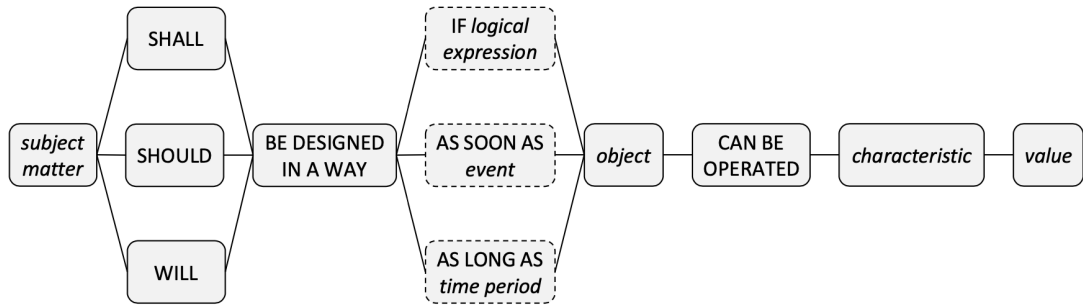 subject
matter
SHALL
SHOULD
WILL
BE DESIGNED
IN A WAY
IF logical
expression
AS SOON AS
event
AS LONG AS
time period
object
CAN BE
OPERATED
characteristic
value